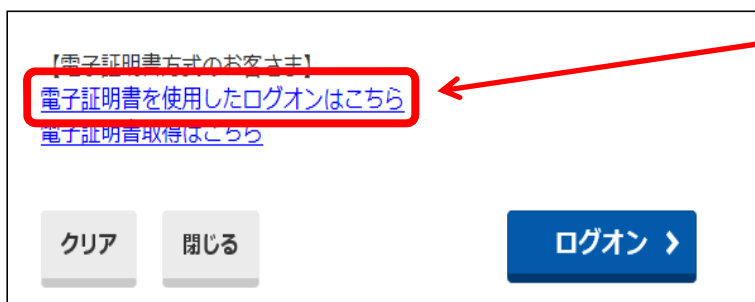 【電子証明書方式のお客さま】
電子証明書を使用したログオンはこちら
電子証明書取得はこちら
クリア 閉じる ログオン